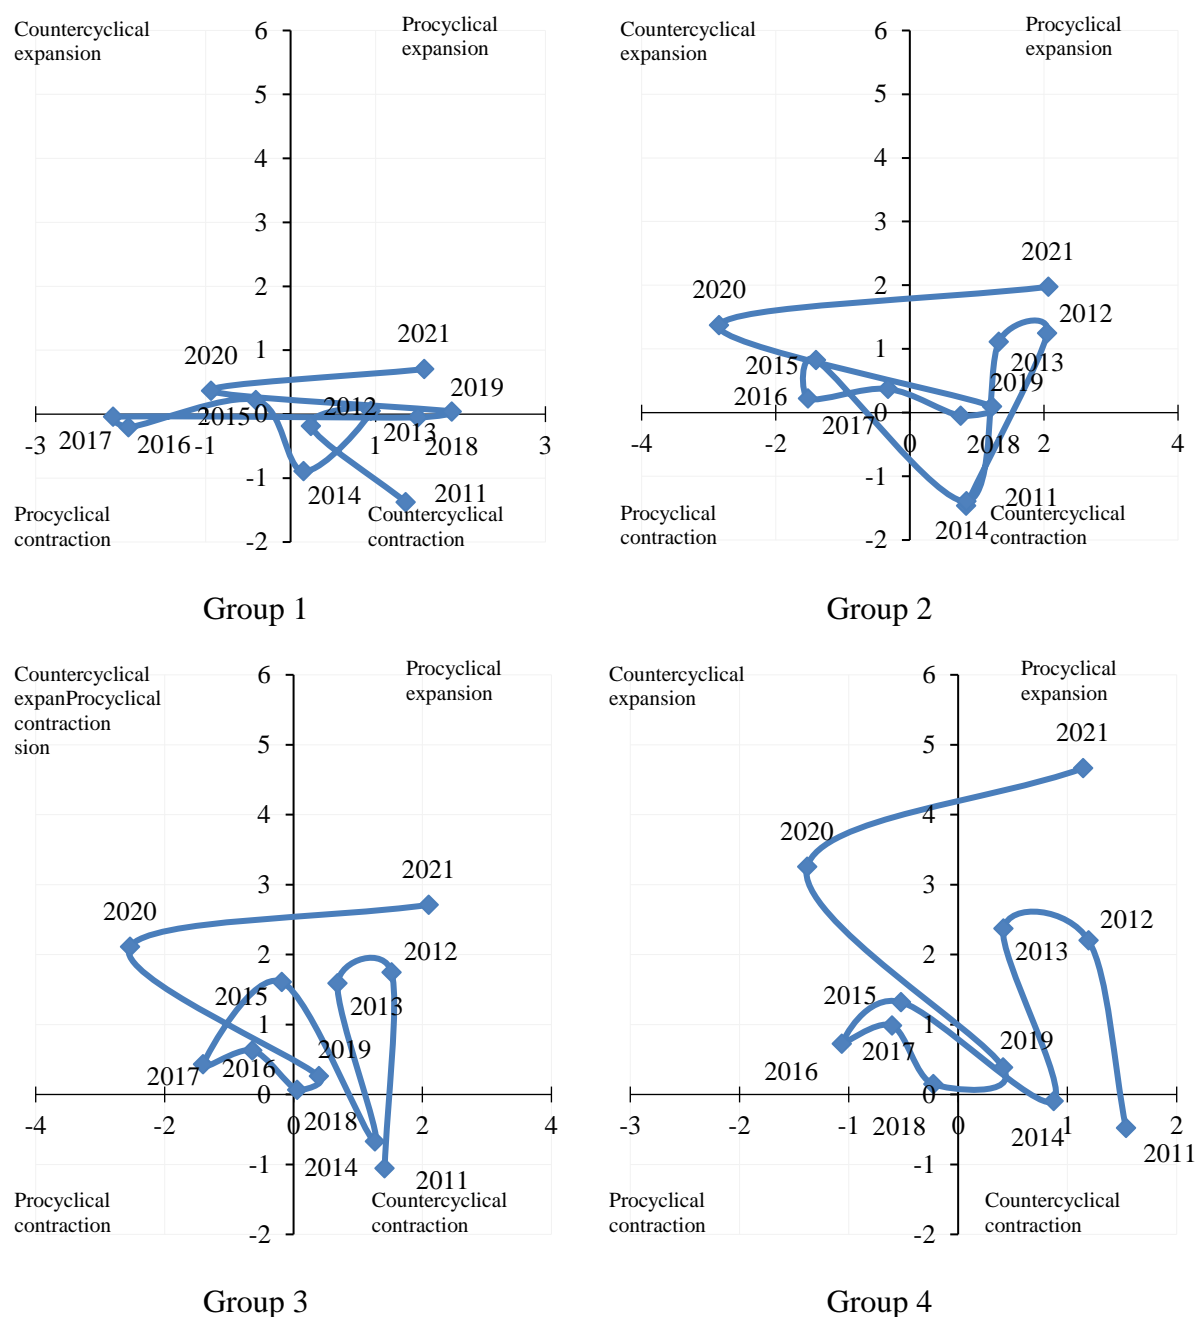 Countercyclical
expansion
Procyclical
expansion
6
5
4
3
2
1
0
-1
-2
-3
-1
1
3
2021
2020
2019
2012
2015
2013
2017
2016
2018
2014
2011
Procyclical
contraction
Countercyclical
contraction
Group 1
Countercyclical
expansion
Procyclical
expansion
6
5
4
3
2
1
0
-1
-2
-4
-2
0
2
4
2021
2020
2012
2015
2013
2019
2016
2017
2018
2011
2014
Procyclical
contraction
Countercyclical
contraction
Group 2
Countercyclical
expanProcyclical
contraction
sion
Procyclical
expansion
6
5
4
3
2
1
0
-1
-2
-4
-2
0
2
4
2021
2020
2012
2015
2013
2019
2016
2017
2018
2014
2011
Procyclical
contraction
Countercyclical
contraction
Group 3
Countercyclical
expansion
Procyclical
expansion
6
5
4
3
2
1
0
-1
-2
-3
-2
-1
0
1
2
2021
2020
2012
2013
2015
2019
2017
2016
2018
2014
2011
Procyclical
contraction
Countercyclical
contraction
Group 4